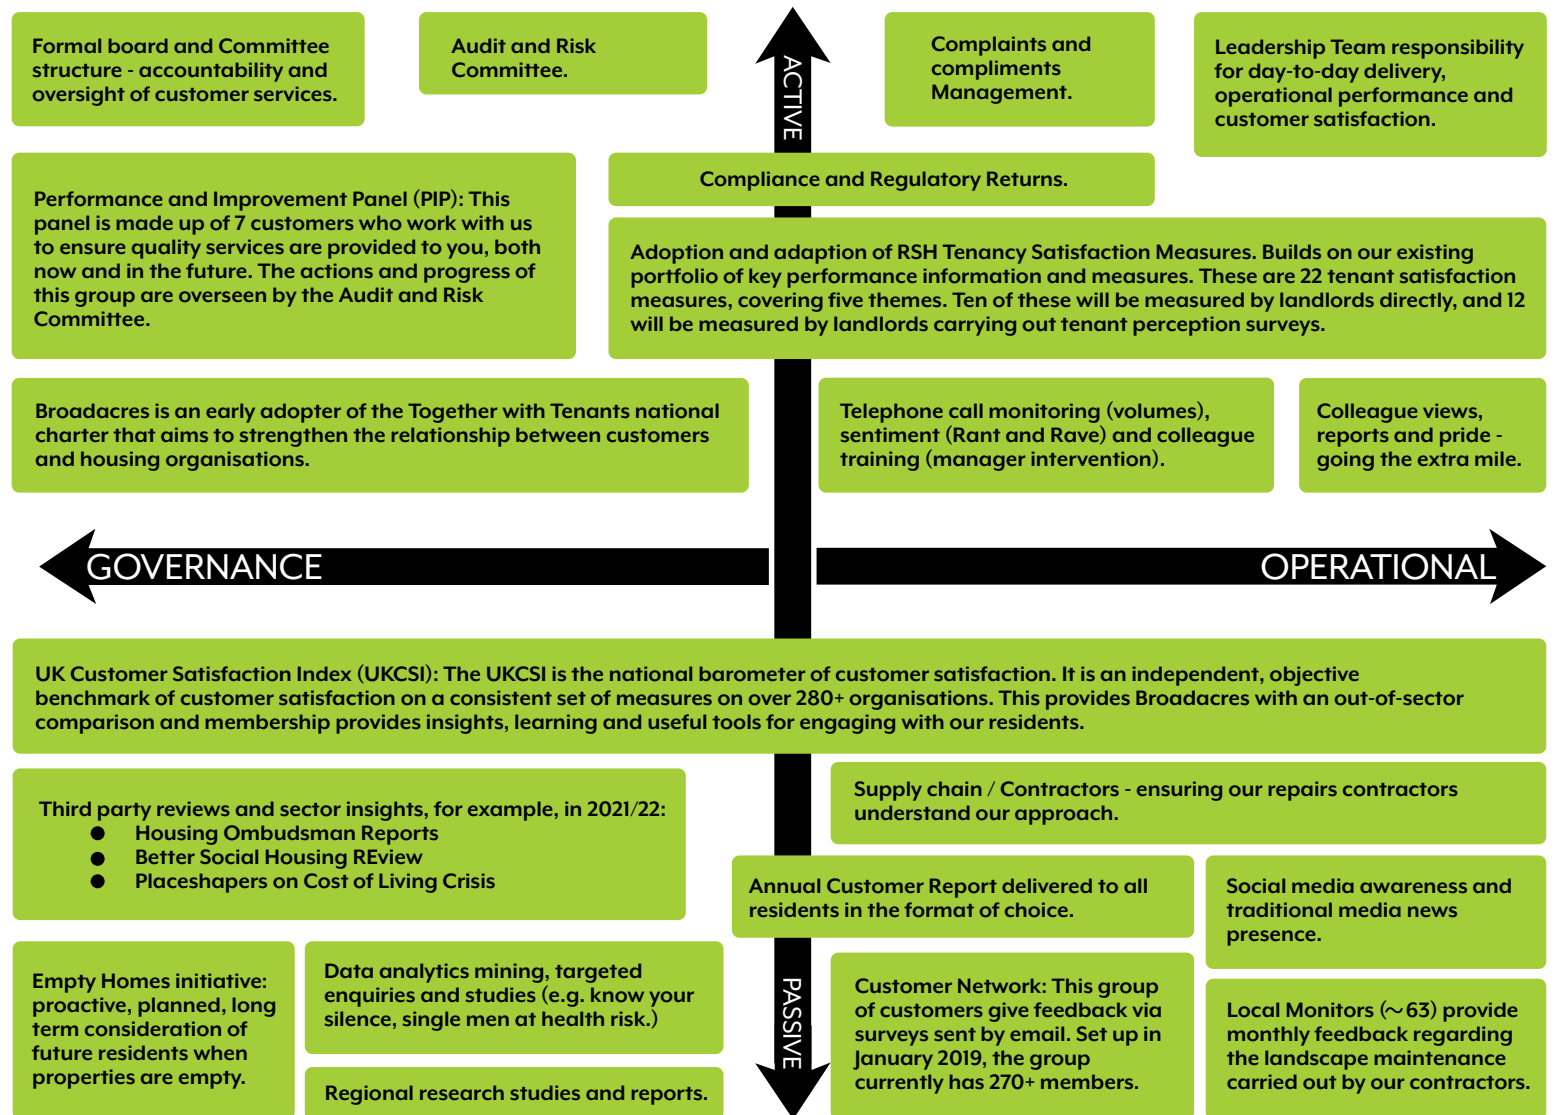 Formal board and Committee
structure - accountability and
oversight of customer services.
Audit and Risk
Committee.
ACTIVE
Complaints and
compliments
Management.
Leadership Team responsibility
for day-to-day delivery,
operational performance and
customer satisfaction.
Performance and Improvement Panel (PIP): This
panel is made up of 7 customers who work with us
to ensure quality services are provided to you, both
now and in the future. The actions and progress of
this group are overseen by the Audit and Risk
Committee.
Compliance and Regulatory Returns.
Adoption and adaption of RSH Tenancy Satisfaction Measures. Builds on our existing
portfolio of key performance information and measures. These are 22 tenant satisfaction
measures, covering five themes. Ten of these will be measured by landlords directly, and 12
will be measured by landlords carrying out tenant perception surveys.
Broadacres is an early adopter of the Together with Tenants national
charter that aims to strengthen the relationship between customers
and housing organisations.
Telephone call monitoring (volumes),
sentiment (Rant and Rave) and colleague
training (manager intervention).
Colleague views,
reports and pride -
going the extra mile.
GOVERNANCE
OPERATIONAL
UK Customer Satisfaction Index (UKCSI): The UKCSI is the national barometer of customer satisfaction. It is an independent, objective
benchmark of customer satisfaction on a consistent set of measures on over 280+ organisations. This provides Broadacres with an out-of-sector
comparison and membership provides insights, learning and useful tools for engaging with our residents.
Third party reviews and sector insights, for example, in 2021/22:
● Housing Ombudsman Reports
● Better Social Housing REview
● Placeshapers on Cost of Living Crisis
Supply chain / Contractors - ensuring our repairs contractors
understand our approach.
Annual Customer Report delivered to all
residents in the format of choice.
Social media awareness and
traditional media news
presence.
Empty Homes initiative:
proactive, planned, long
term consideration of
future residents when
properties are empty.
Data analytics mining, targeted
enquiries and studies (e.g. know your
silence, single men at health risk.)
Regional research studies and reports.
PASSIVE
Customer Network: This group
of customers give feedback via
surveys sent by email. Set up in
January 2019, the group
currently has 270+ members.
Local Monitors (~63) provide
monthly feedback regarding
the landscape maintenance
carried out by our contractors.